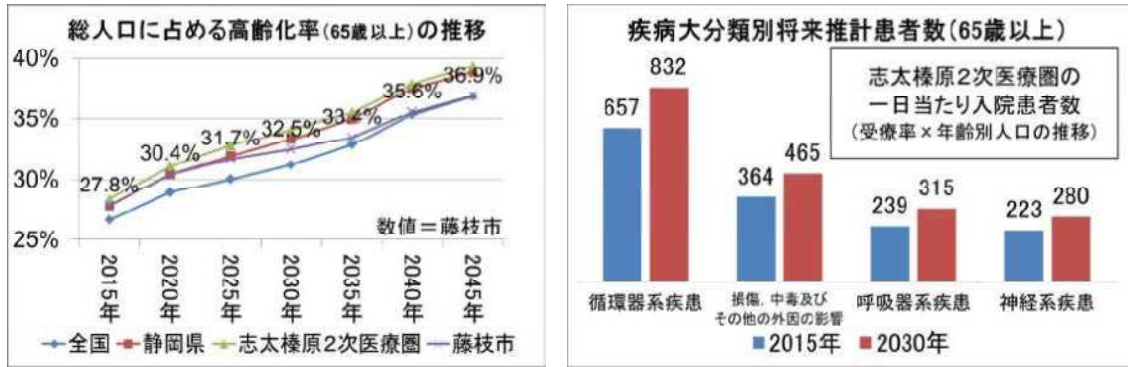 総人口に占める高齢化率(65歳以上)の推移
40%
35%
30%
25%
27.8%
30.4%
31.7%
32.5%
33.4%
35.6%
36.9%
数値=藤枝市
2015年
2020年
2025年
2030年
2035年
2040年
2045年
全国 静岡県 志太榛原2次医療圏 藤枝市
疾病大分類別将来推計患者数(65歳以上)
志太榛原2次医療圏の
一日当たり入院患者数
(受療率×年齢別人口の推移)
657 832
364 465
239 315
223 280
循環器系疾患
損傷、中毒及び
その他の外因の影響
呼吸器系疾患
神経系疾患
2015年 2030年